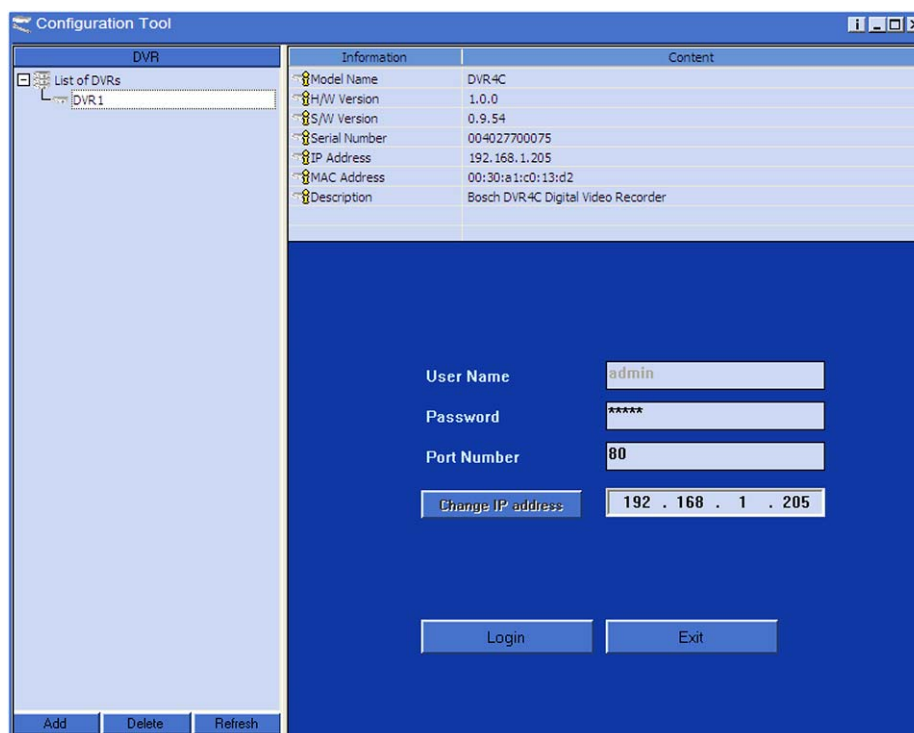 Configuration Tool
DVR
List of DVRs
DVR1
Information Content
Model Name DVR4C
H/W Version 1.0.0
S/W Version 0.9.54
Serial Number 004027700075
IP Address 192.168.1.205
MAC Address 00:30:a1:c0:13:d2
Description Bosch DVR4C Digital Video Recorder
User Name admin
Password *****
Port Number 80
Change IP address 192 . 168 . 1 . 205
Login Exit
Add Delete Refresh